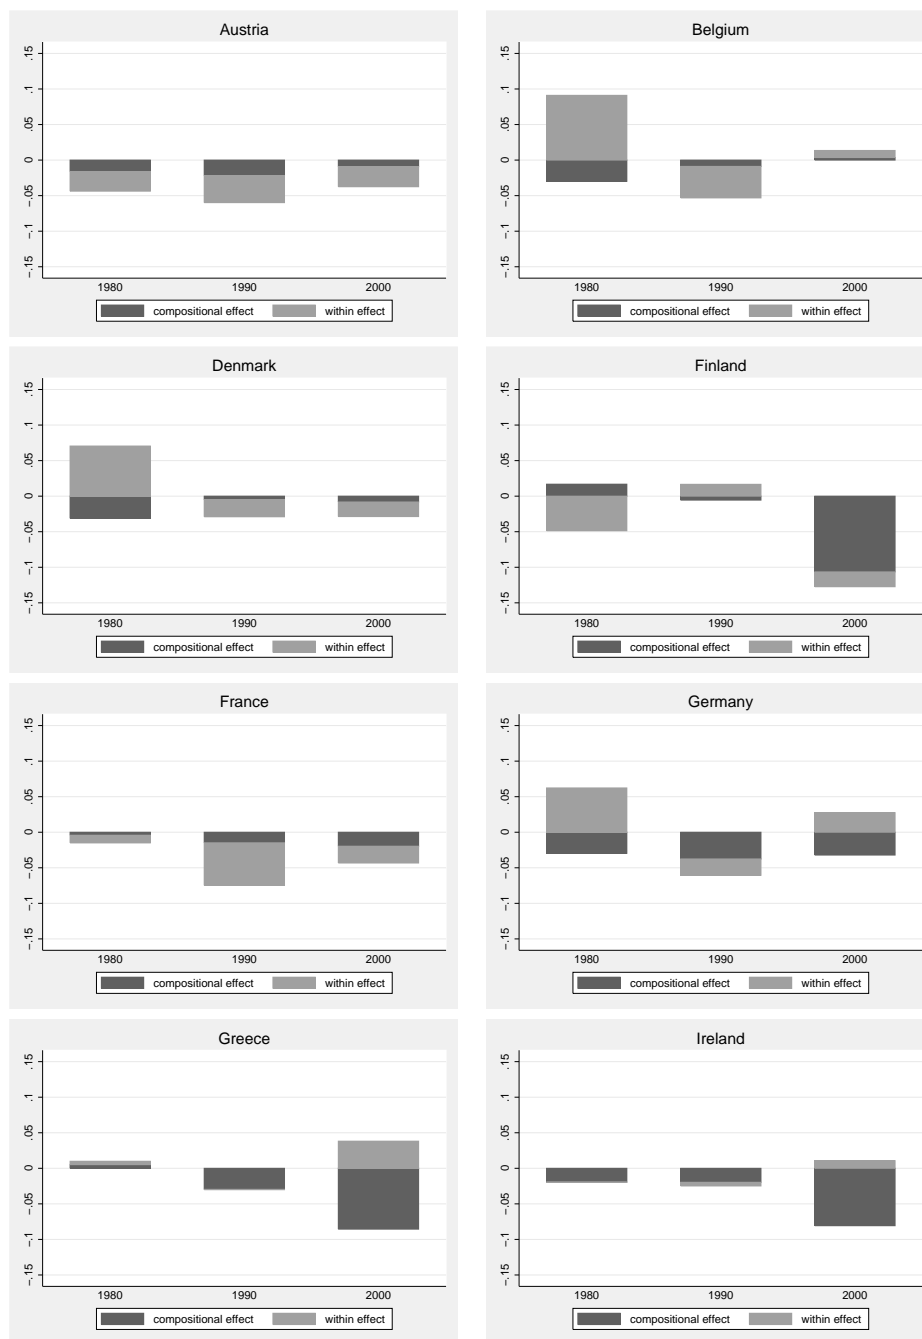 Austria
.15
.1
.05
0
-.05
-.1
-.15
1980 1990 2000
compositional effect within effect
Belgium
.15
.1
.05
0
-.05
-.1
-.15
1980 1990 2000
compositional effect within effect
Denmark
.15
.1
.05
0
-.05
-.1
-.15
1980 1990 2000
compositional effect within effect
Finland
.15
.1
.05
0
-.05
-.1
-.15
1980 1990 2000
compositional effect within effect
France
.15
.1
.05
0
-.05
-.1
-.15
1980 1990 2000
compositional effect within effect
Germany
.15
.1
.05
0
-.05
-.1
-.15
1980 1990 2000
compositional effect within effect
Greece
.15
.1
.05
0
-.05
-.1
-.15
1980 1990 2000
compositional effect within effect
Ireland
.15
.1
.05
0
-.05
-.1
-.15
1980 1990 2000
compositional effect within effect